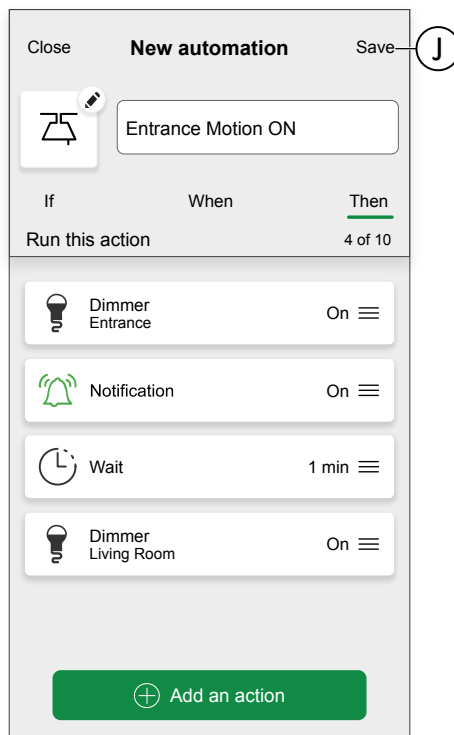 Close New automation Save J
Entrance Motion ON
If When Then
Run this action 4 of 10
Dimmer
Entrance On
Notification On
Wait 1 min
Dimmer
Living Room On
Add an action